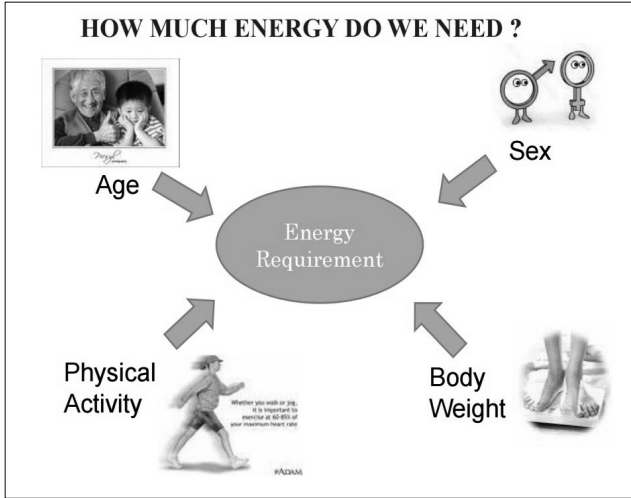 HOW MUCH ENERGY DO WE NEED ?
Age
Sex
Energy
Requirement
Physical
Activity
Whether you walk or jog,
it is important to
exercise at 60-85% of
your maximum heart rate
ADAM
Body
Weight